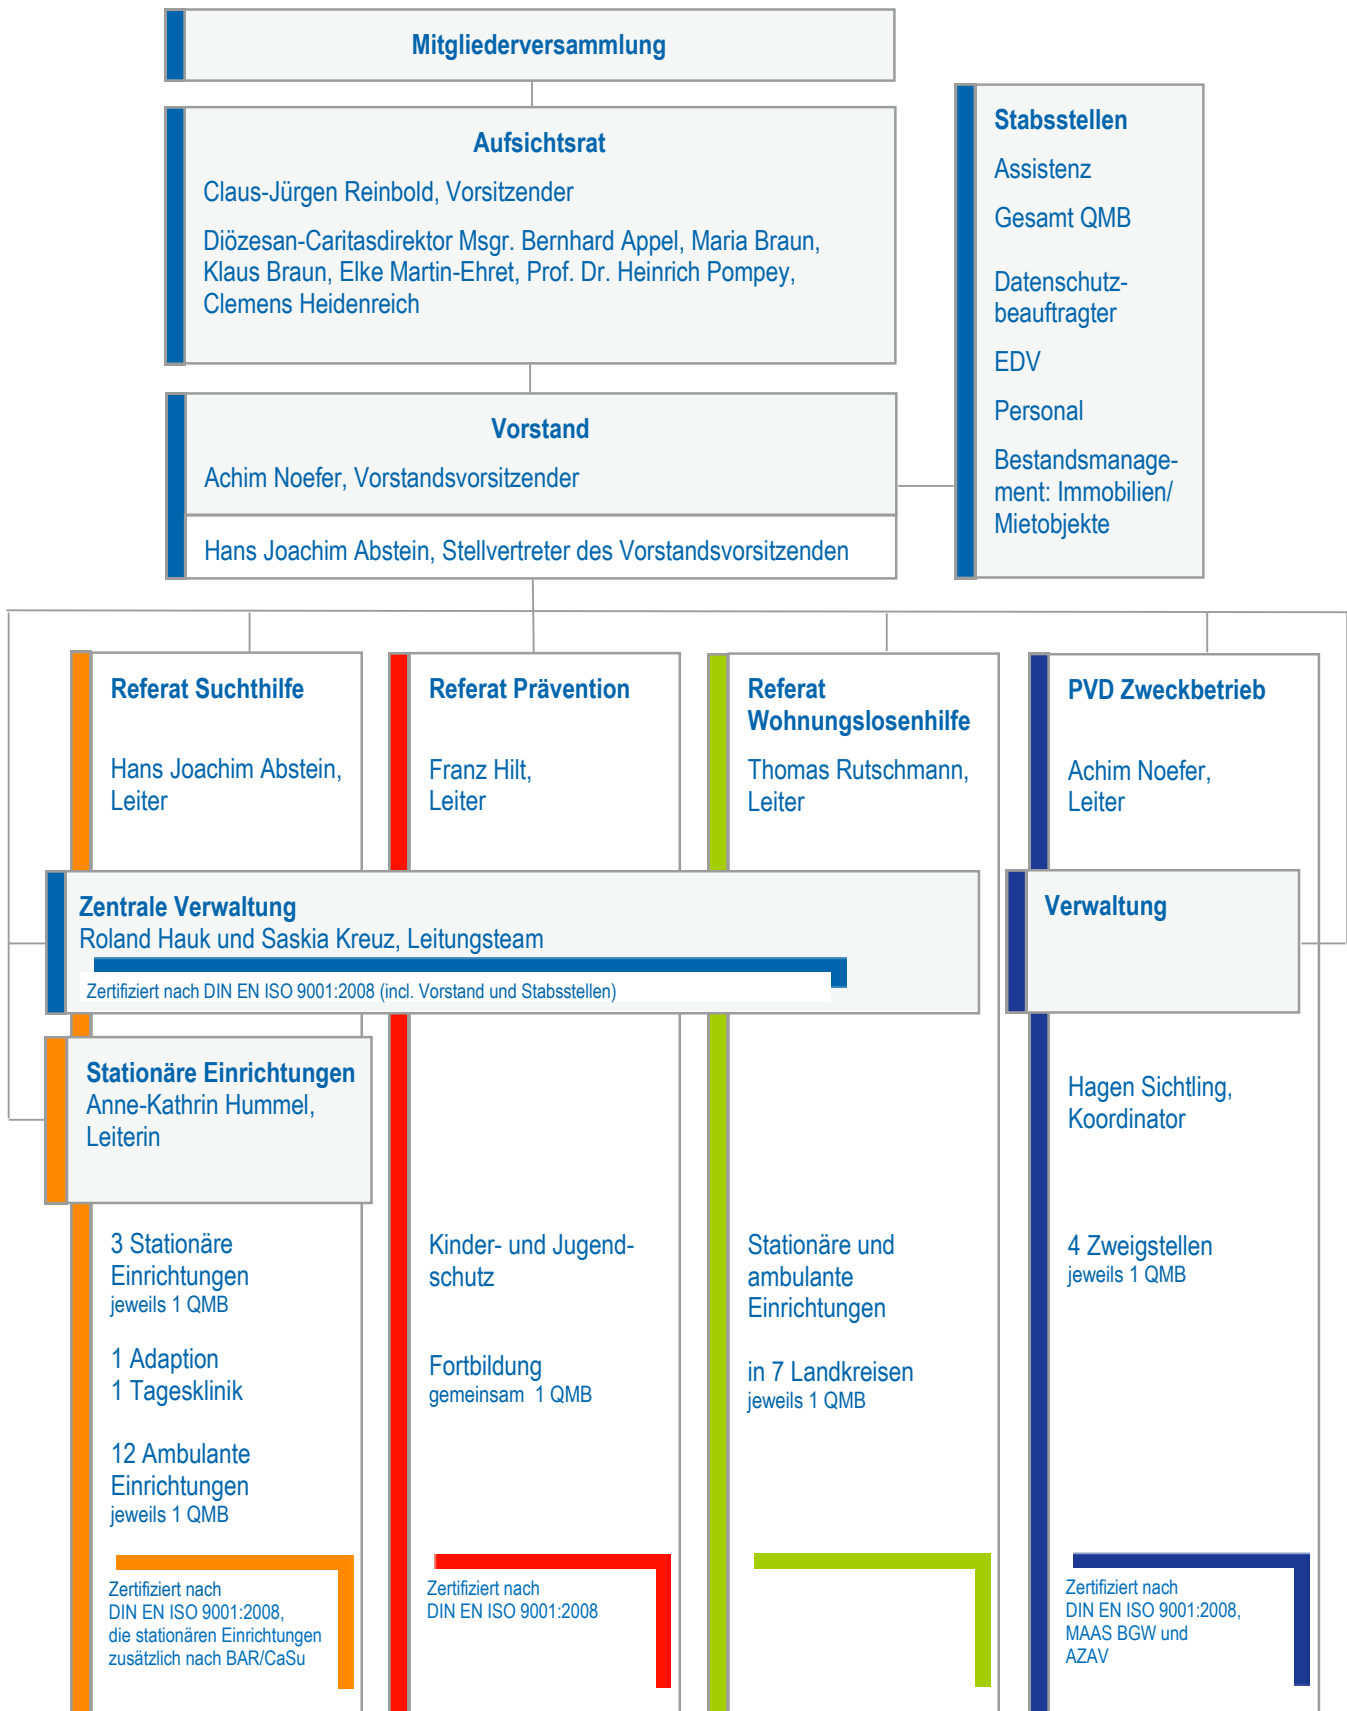 Mitgliederversammlung
Aufsichtsrat
Claus-Jürgen Reinbold, Vorsitzender
Diözesan-Caritasdirektor Msgr. Bernhard Appel, Maria Braun,
Klaus Braun, Elke Martin-Ehret, Prof. Dr. Heinrich Pompey,
Clemens Heidenreich
Stabsstellen
Assistenz
Gesamt QMB
Datenschutz-
beauftragter
EDV
Personal
Bestandsmanage-
ment: Immobilien/
Mietobjekte
Vorstand
Achim Noefer, Vorstandsvorsitzender
Hans Joachim Abstein, Stellvertreter des Vorstandsvorsitzenden
Referat Suchthilfe
Hans Joachim Abstein,
Leiter
Referat Prävention
Franz Hilt,
Leiter
Referat
Wohnungslosenhilfe
Thomas Rutschmann,
Leiter
PVD Zweckbetrieb
Achim Noefer,
Leiter
Zentrale Verwaltung
Roland Hauk und Saskia Kreuz, Leitungsteam
Zertifiziert nach DIN EN ISO 9001:2008 (incl. Vorstand und Stabsstellen)
Verwaltung
Stationäre Einrichtungen
Anne-Kathrin Hummel,
Leiterin
Hagen Sichtling,
Koordinator
3 Stationäre
Einrichtungen
jeweils 1 QMB
1 Adaption
1 Tagesklinik
12 Ambulante
Einrichtungen
jeweils 1 QMB
Zertifiziert nach
DIN EN ISO 9001:2008,
die stationären Einrichtungen
zusätzlich nach BAR/CaSu
Kinder- und Jugend-
schutz
Fortbildung
gemeinsam 1 QMB
Zertifiziert nach
DIN EN ISO 9001:2008
Stationäre und
ambulante
Einrichtungen
in 7 Landkreisen
jeweils 1 QMB
4 Zweigstellen
jeweils 1 QMB
Zertifiziert nach
DIN EN ISO 9001:2008,
MAAS BGW und
AZAV